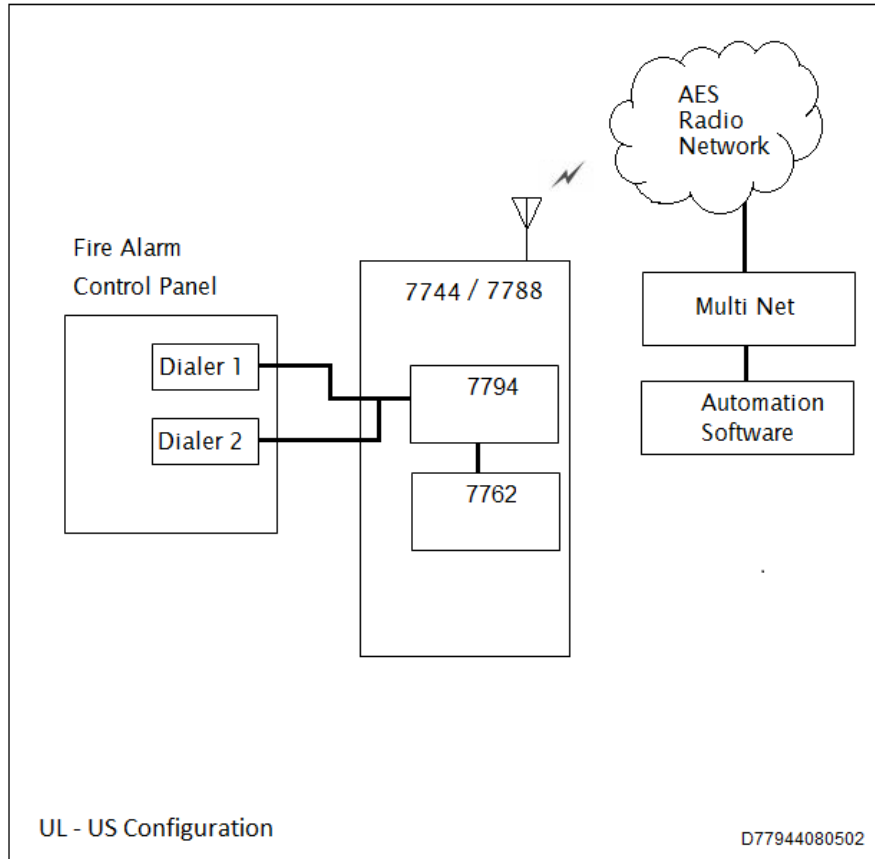 AES
Radio
Network
Fire Alarm
Control Panel
7744 / 7788
Multi Net
Dialer 1
7794
Automation
Software
Dialer 2
7762
UL - US Configuration
D77944080502